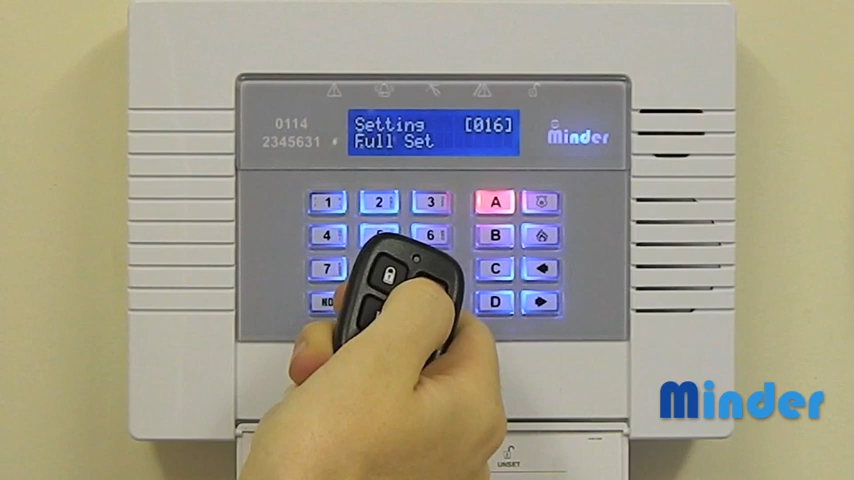 0114
2345631
Setting [016]
Full Set
Minder
1 2 3 A
4 6 B
7 C
D
Minder
UNSET